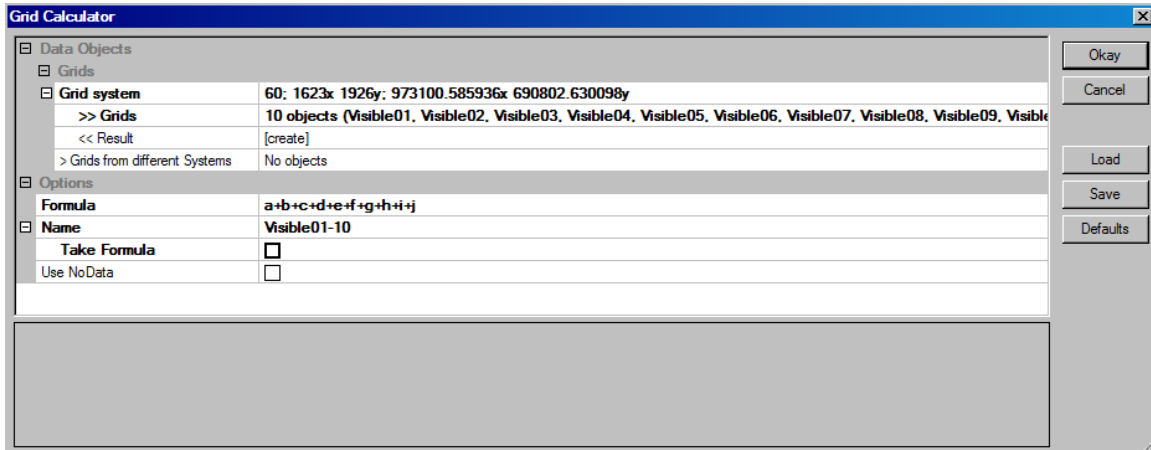 Grid Calculator
Data Objects
Grids
Grid system 60; 1623x 1926y; 973100.585936x 690802.630098y
>> Grids 10 objects (Visible01, Visible02, Visible03, Visible04, Visible05, Visible06, Visible07, Visible08, Visible09, Visible
<< Result [create]
> Grids from different Systems No objects
Options
Formula a+b+c+d+e+f+g+h+i+j
Name Visible01-10
Take Formula
Use NoData
Okay
Cancel
Load
Save
Defaults